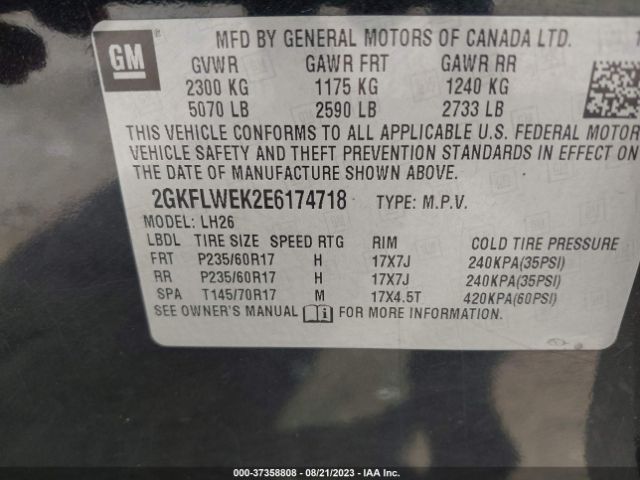 GM
MFD BY GENERAL MOTORS OF CANADA LTD.
GVWR GAWR FRT GAWR RR
2300 KG 1175 KG 1240 KG
5070 LB 2590 LB 2733 LB
THIS VEHICLE CONFORMS TO ALL APPLICABLE U.S. FEDERAL MOTOR
VEHICLE SAFETY AND THEFT PREVENTION STANDARDS IN EFFECT ON
THE DATE OF MANUFACTURE SHOWN ABOVE.
2GKFLWEK2E6174718 TYPE: M.P.V.
MODEL: LH26
LBDL TIRE SIZE SPEED RTG RIM COLD TIRE PRESSURE
FRT P235/60R17 H 17X7J 240KPA(35PSI)
RR P235/60R17 H 17X7J 240KPA(35PSI)
SPA T145/70R17 M 17X4.5T 420KPA(60PSI)
SEE OWNER'S MANUAL FOR MORE INFORMATION
000-37358808 - 08/21/2023 - IAA Inc.